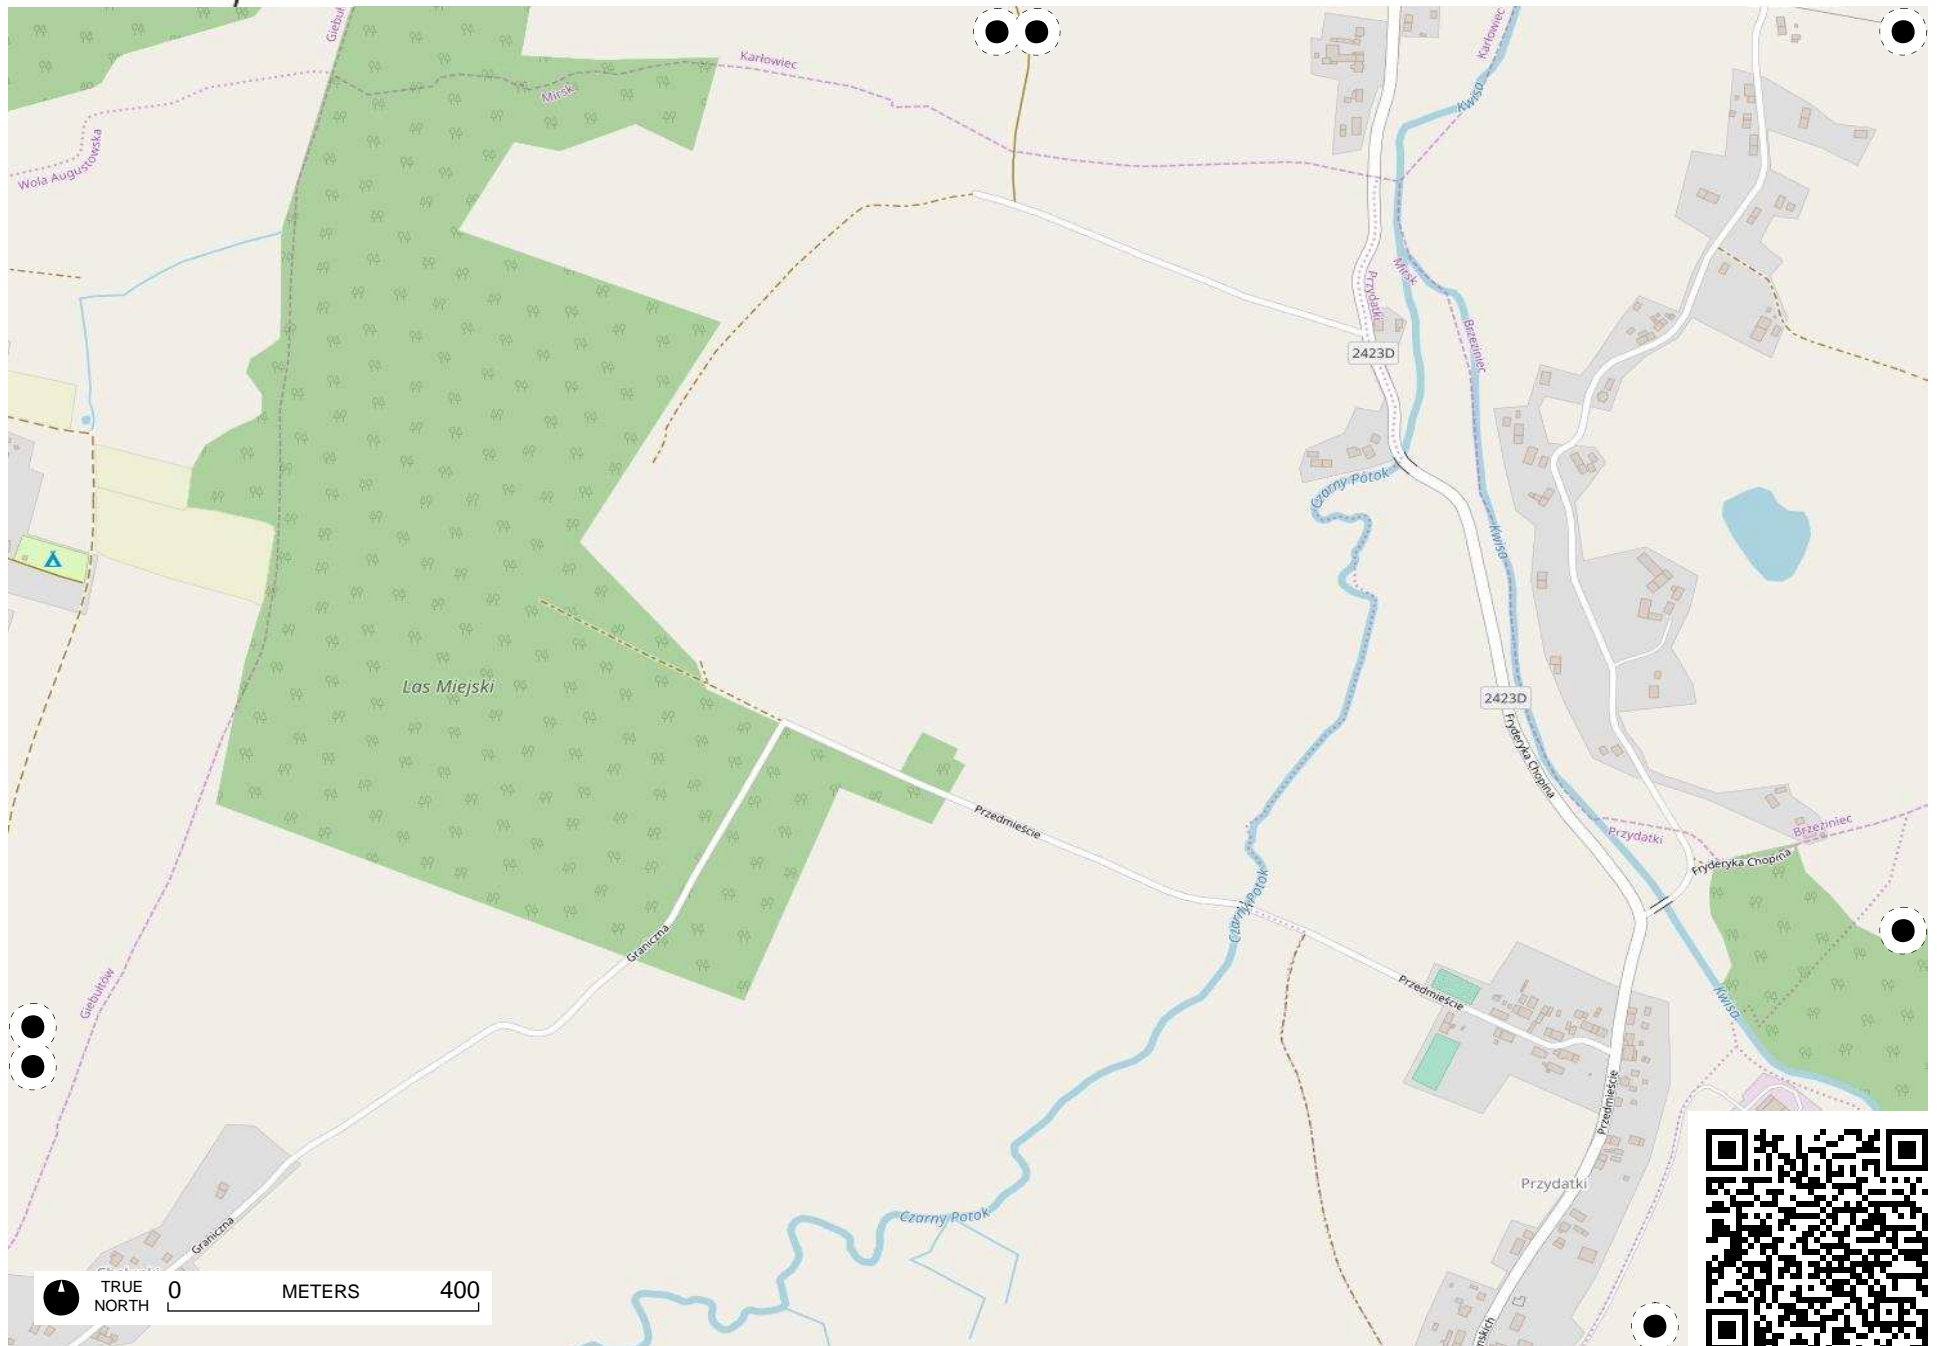 Karłowiec
Karłowiec
Mirsk
Kwisa
Wola Augustowska
Mirsk
Przydatki
Brzeziniec
2423D
Czarny Potok
Kwisa
Las Miejski
2423D
Fryderyka Chopina
Przedmieście
Przydatki
Brzeziniec
Fryderyka Chopina
Czarny Potok
Graniczna
Giebułtów
Przedmieście
Kwisa
Przedmieście
Przydatki
Czarny Potok
Graniczna
TRUE
NORTH
0 METERS 400